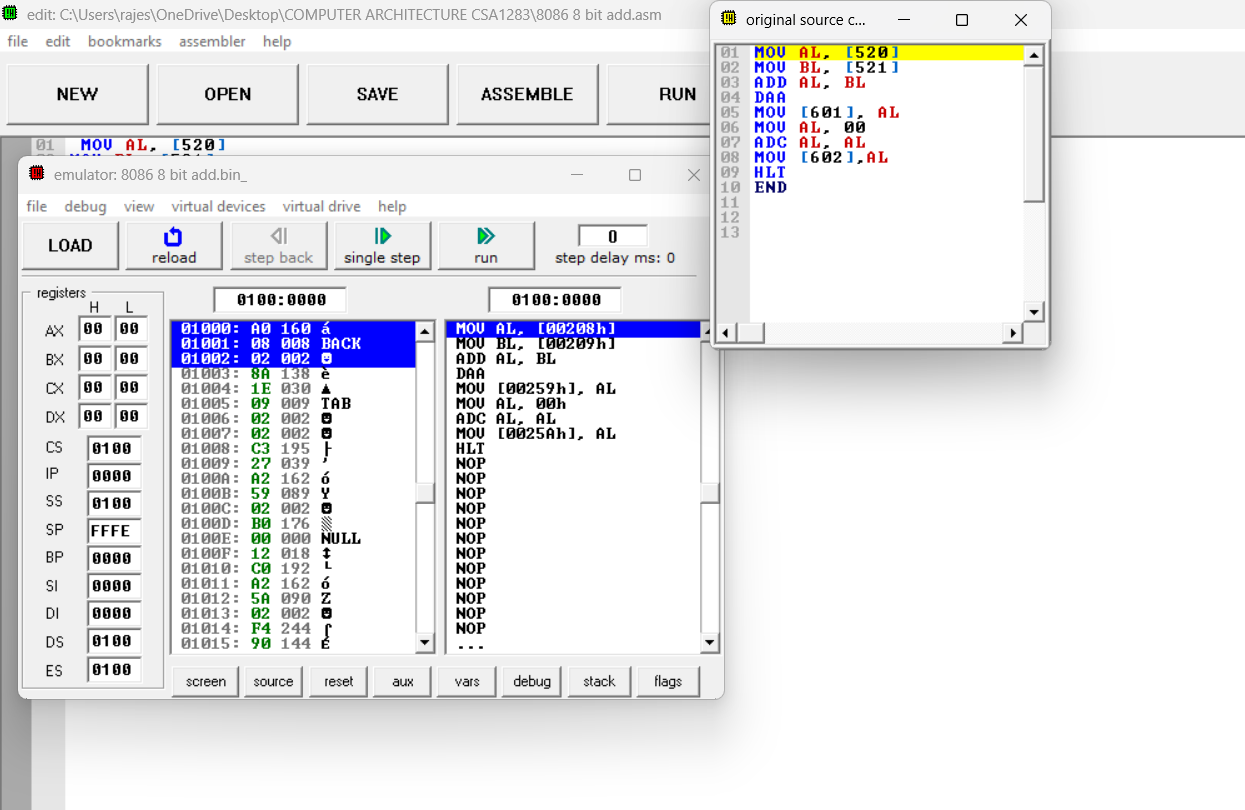 edit: C:\Users\rajes\OneDrive\Desktop\COMPUTER ARCHITECTURE CSA1283\8086 8 bit add.asm
file edit bookmarks assembler help
NEW OPEN SAVE ASSEMBLE RUN
01 MOV AL, [520]
original source c...
01 MOV AL, [520]
02 MOV BL, [521]
03 ADD AL, BL
04 DAA
05 MOV [601], AL
06 MOV AL, 00
07 ADC AL, AL
08 MOV [602],AL
09 HLT
10 END
11
12
13
emulator: 8086 8 bit add.bin_
file debug view virtual devices virtual drive help
LOAD reload step back single step run
0
step delay ms: 0
registers
H L
AX 00 00
BX 00 00
CX 00 00
DX 00 00
CS 0100
IP 0000
SS 0100
SP FFFE
BP 0000
SI 0000
DI 0000
DS 0100
ES 0100
0100:0000
01000: A0 160 á
01001: 08 008 BACK
01002: 02 002 ☻
01003: 8A 138 è
01004: 1E 030 ▲
01005: 09 009 TAB
01006: 02 002 ☻
01007: 02 002 ☻
01008: C3 195 ├
01009: 27 039 '
0100A: A2 162 ó
0100B: 59 089 Y
0100C: 02 002 ☻
0100D: B0 176 ░
0100E: 00 000 NULL
0100F: 12 018 ↕
01010: C0 192 └
01011: A2 162 ó
01012: 5A 090 Z
01013: 02 002 ☻
01014: F4 244 ⌠
01015: 90 144 É
0100:0000
MOV AL, [00208h]
MOV BL, [00209h]
ADD AL, BL
DAA
MOV [00259h], AL
MOV AL, 00h
ADC AL, AL
MOV [0025Ah], AL
HLT
NOP
NOP
NOP
NOP
NOP
NOP
NOP
NOP
NOP
NOP
NOP
NOP
...
screen source reset aux vars debug stack flags